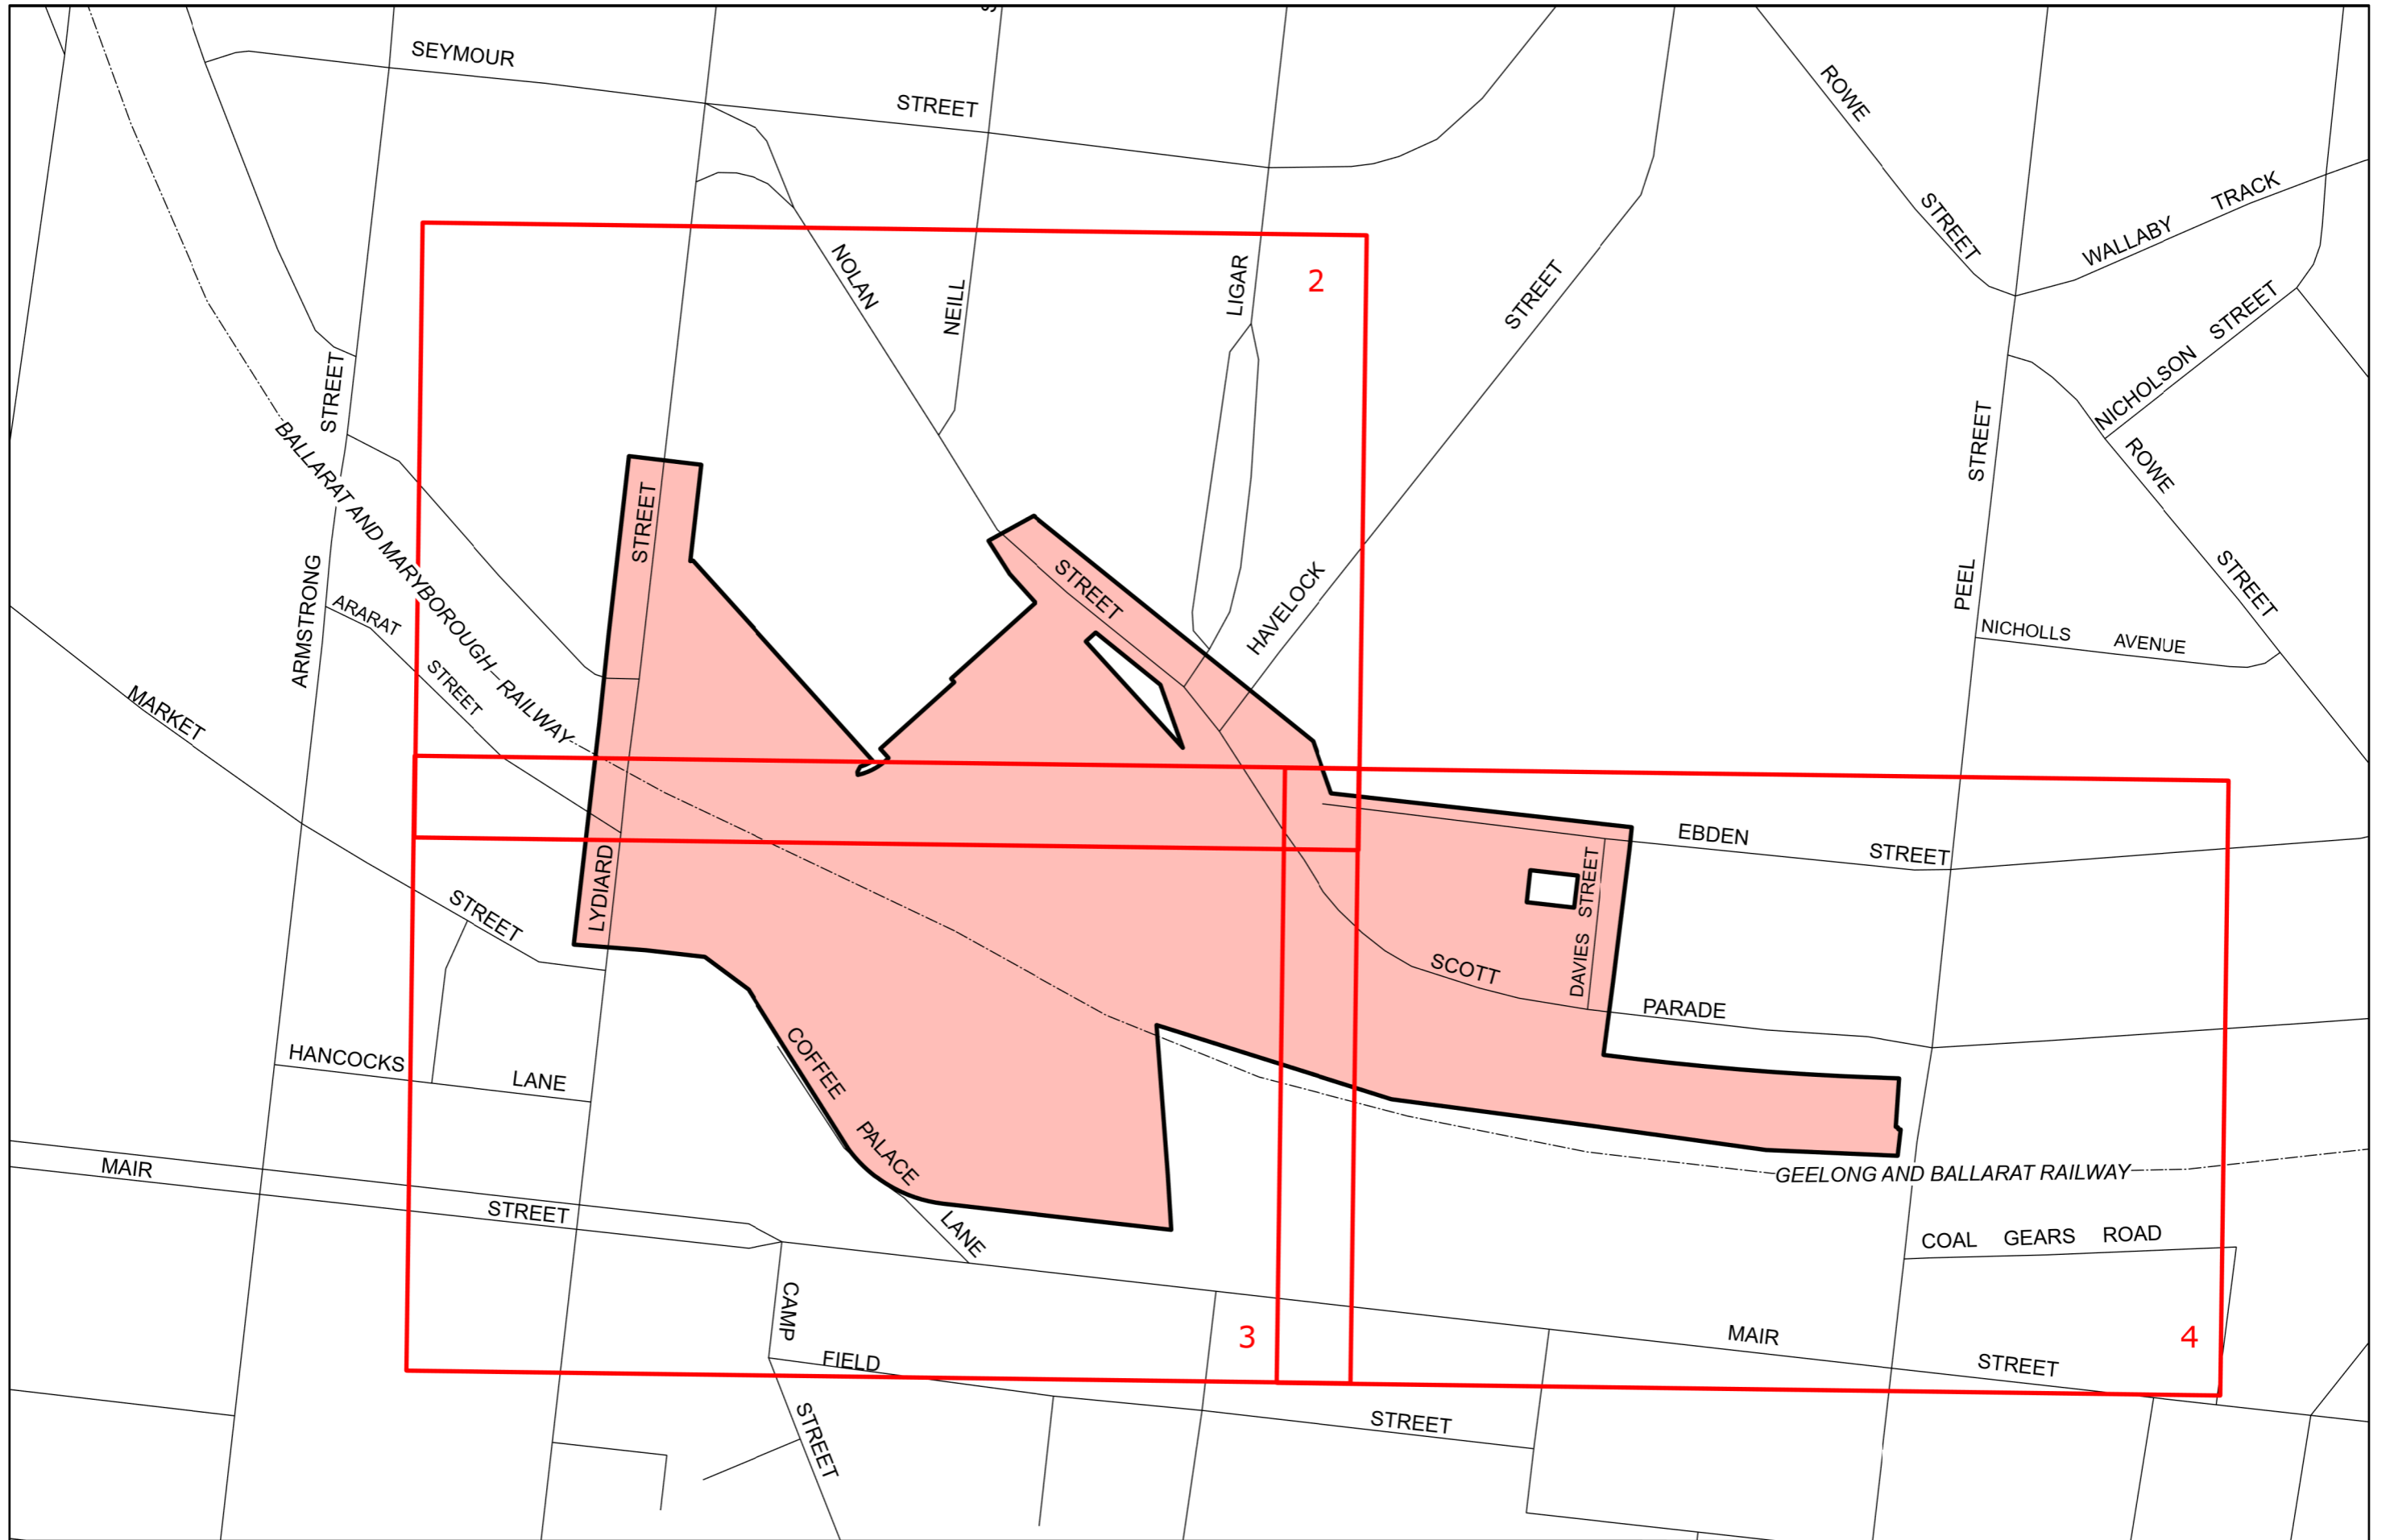 SEYMOUR
STREET
ROWE
STREET
WALLABY
TRACK
NOLAN
STREET
NEILL
LIGAR
2
STREET
HAVELOCK
NICHOLSON
STREET
ROWE
STREET
STREET
PEEL
NICHOLLS
AVENUE
STREET
ARMSTRONG
BALLARAT AND MARYBOROUGH RAILWAY
ARARAT
STREET
STREET
LYDIARD
MARKET
STREET
EBDEN
STREET
DAVIES
STREET
SCOTT
PARADE
HANCOCKS
LANE
COFFEE
PALACE
LANE
MAIR
STREET
GEELONG AND BALLARAT RAILWAY
COAL GEARS ROAD
CAMP
STREET
3
MAIR
STREET
4
FIELD
STREET